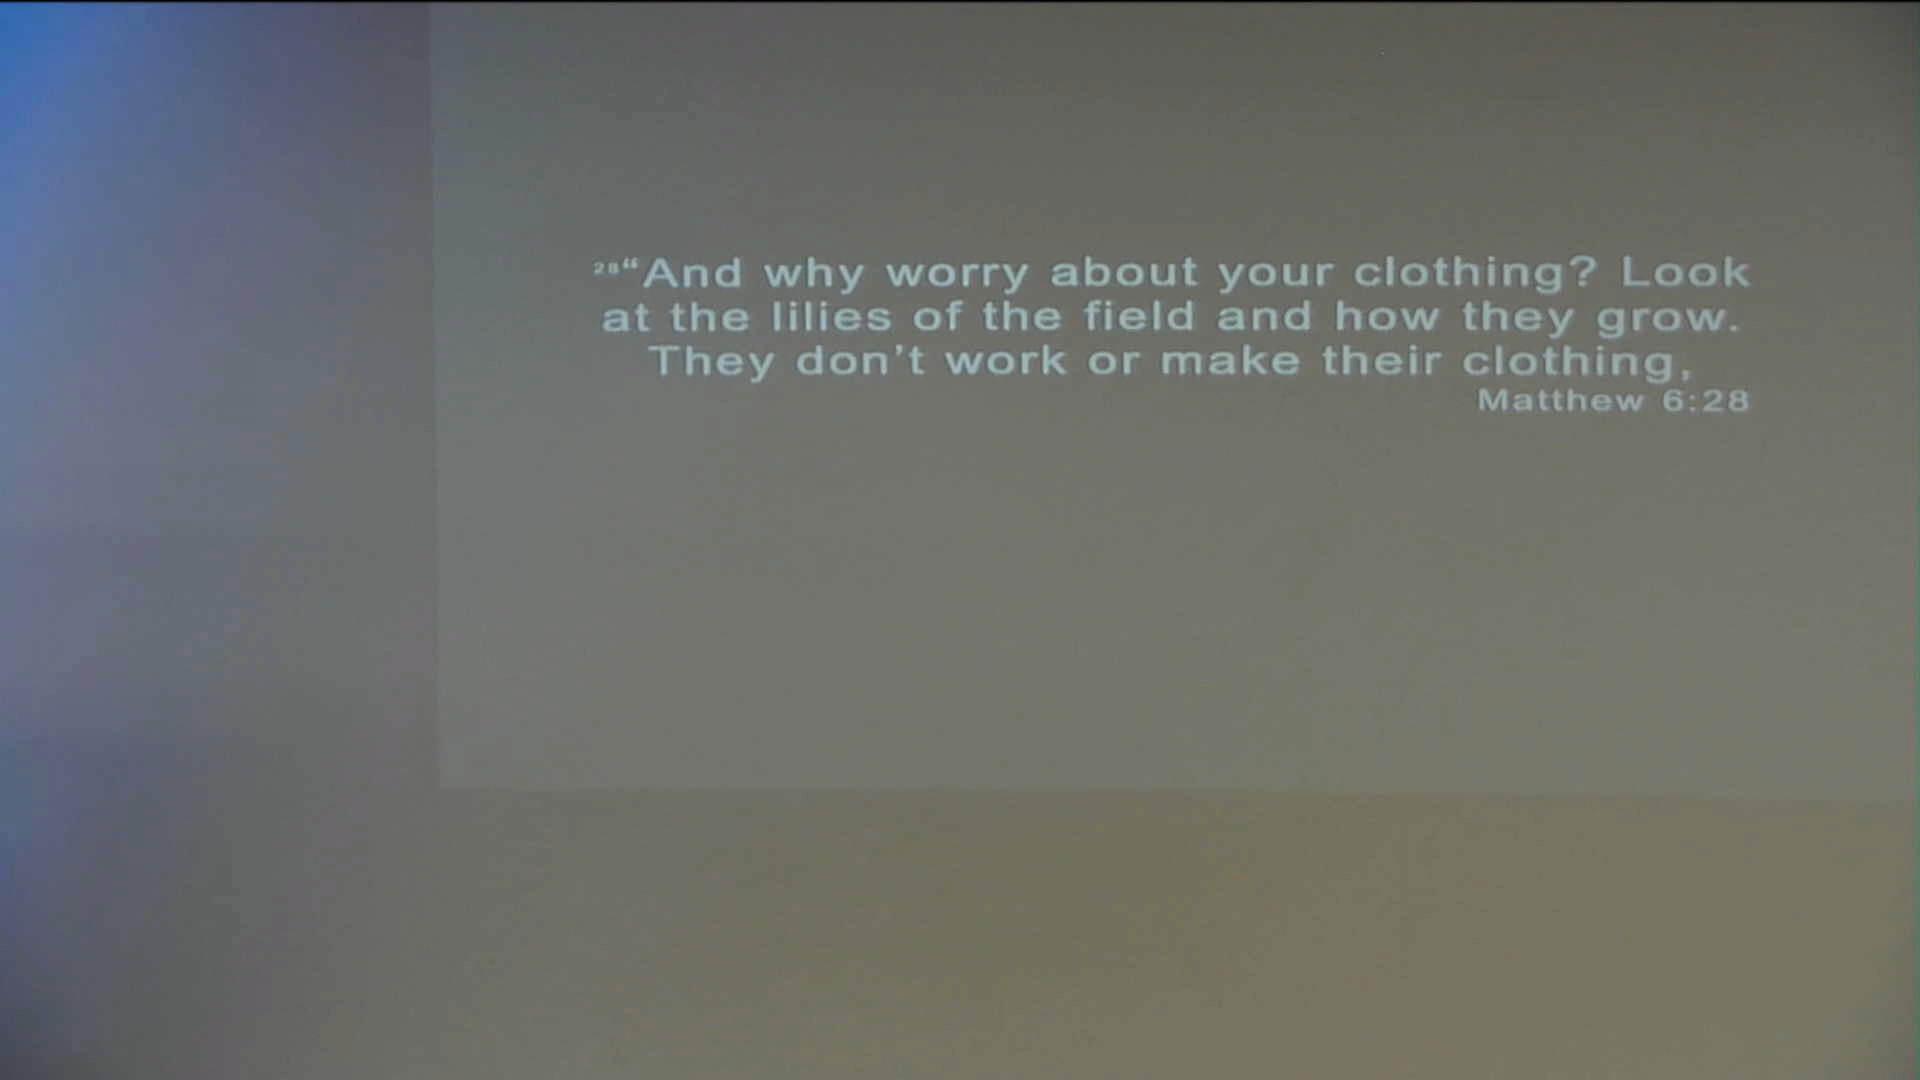 28“And why worry about your clothing? Look
at the lilies of the field and how they grow.
They don’t work or make their clothing,
Matthew 6:28